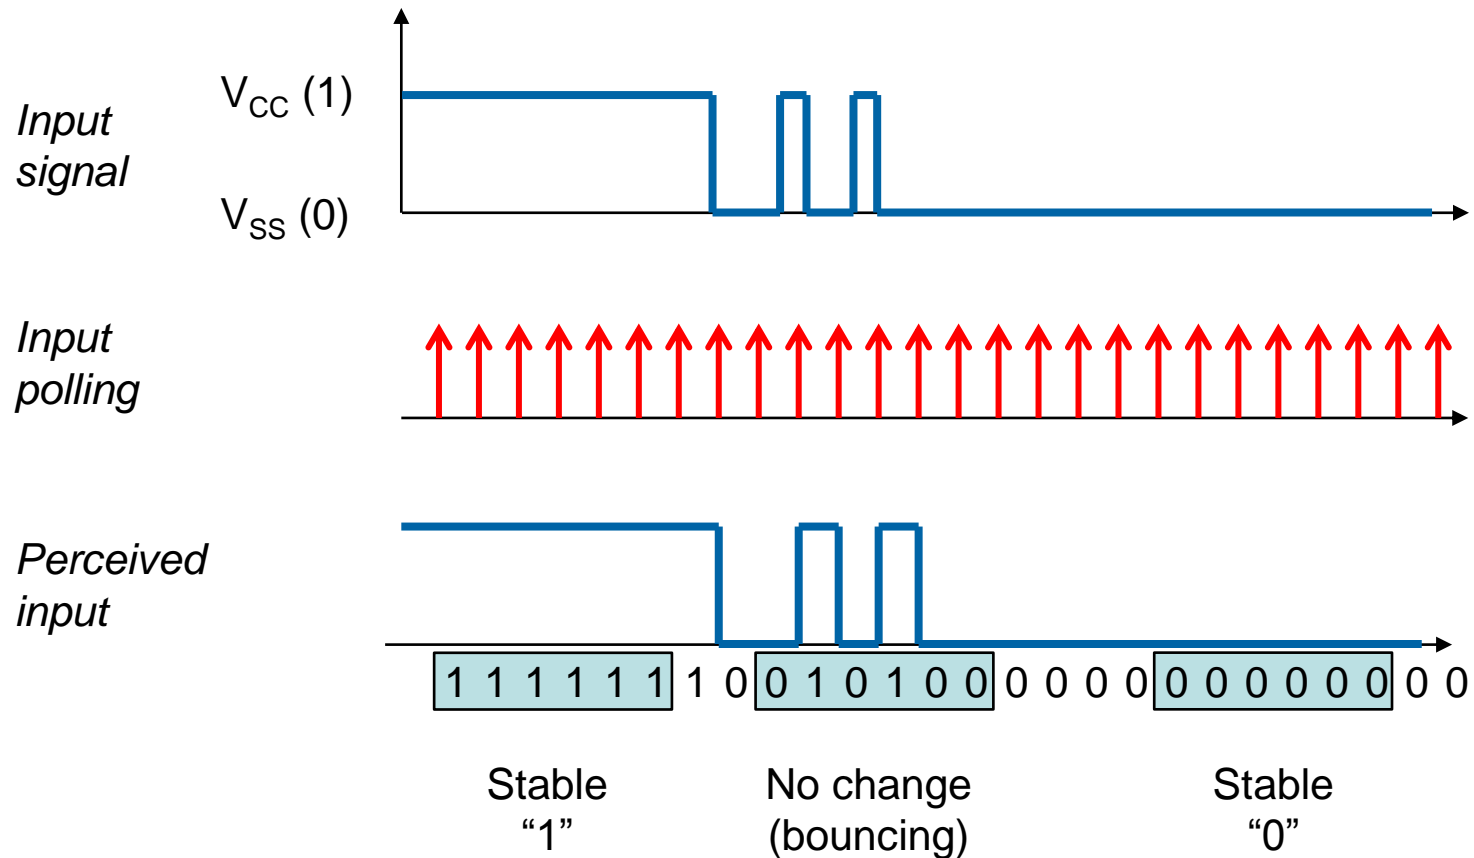 V_CC (1)
Input
signal
V_SS (0)
Input
polling
Perceived
input
1 1 1 1 1 1 1 0 0 1 0 1 0 0 0 0 0 0 0 0 0 0 0 0 0 0
Stable
“1”
No change
(bouncing)
Stable
“0”